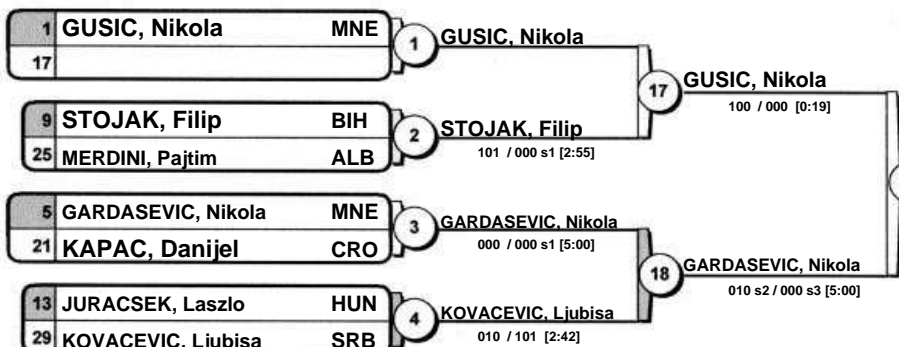 1 GUSIC, Nikola MNE
17
9 STOJAK, Filip BIH
25 MERDINI, Pajtim ALB
5 GARDASEVIC, Nikola MNE
21 KAPAC, Danijel CRO
13 JURACSEK, Laszlo HUN
29 KOVACEVIC, Ljubisa SRB
1 GUSIC, Nikola
2 STOJAK, Filip
101 / 000 s1 [2:55]
3 GARDASEVIC, Nikola
000 / 000 s1 [5:00]
4 KOVACEVIC, Ljubisa
010 / 101 [2:42]
17 GUSIC, Nikola
100 / 000 [0:19]
18 GARDASEVIC, Nikola
010 s2 / 000 s3 [5:00]